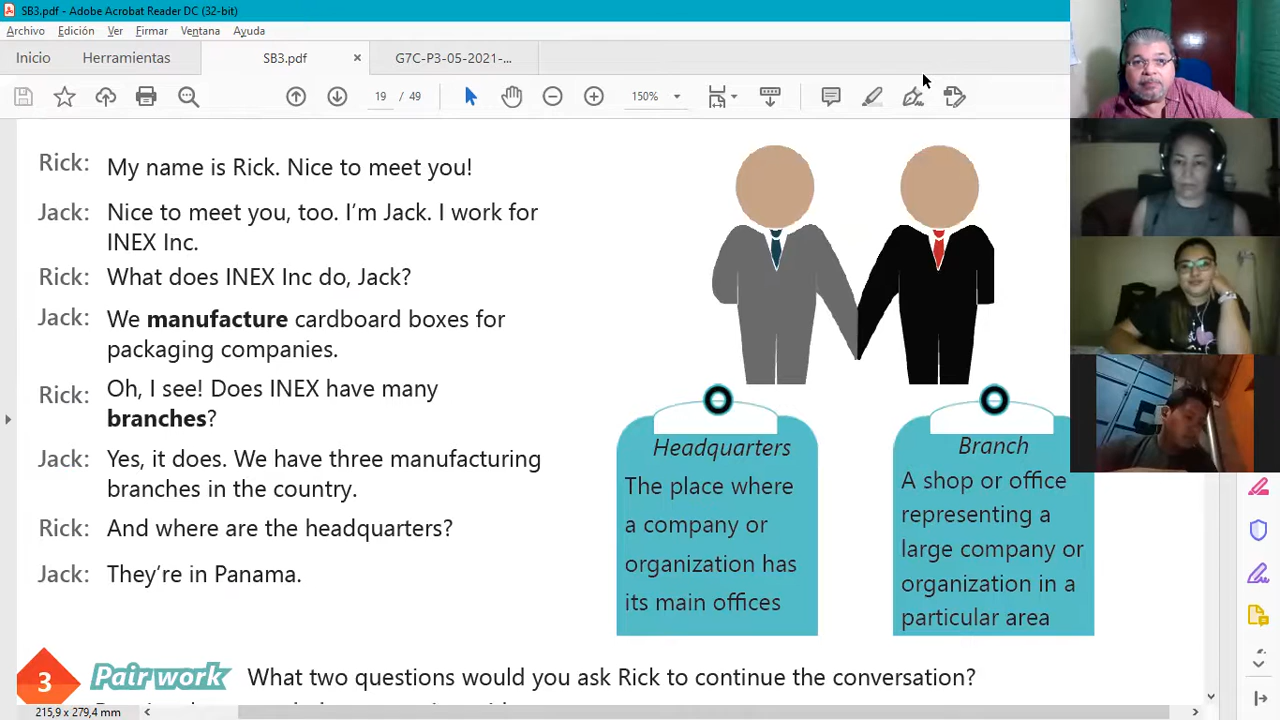 SB3.pdf - Adobe Acrobat Reader DC (32-bit)
Archivo Edición Ver Firmar Ventana Ayuda
Inicio Herramientas SB3.pdf × G7C-P3-05-2021-...
19 / 49 150%
Rick: My name is Rick. Nice to meet you!
Jack: Nice to meet you, too. I'm Jack. I work for
INEX Inc.
Rick: What does INEX Inc do, Jack?
Jack: We manufacture cardboard boxes for
packaging companies.
Rick: Oh, I see! Does INEX have many
branches?
Jack: Yes, it does. We have three manufacturing
branches in the country.
Rick: And where are the headquarters?
Jack: They're in Panama.
Headquarters
The place where
a company or
organization has
its main offices
Branch
A shop or office
representing a
large company or
organization in a
particular area
3 Pair work What two questions would you ask Rick to continue the conversation?
215,9 x 279,4 mm